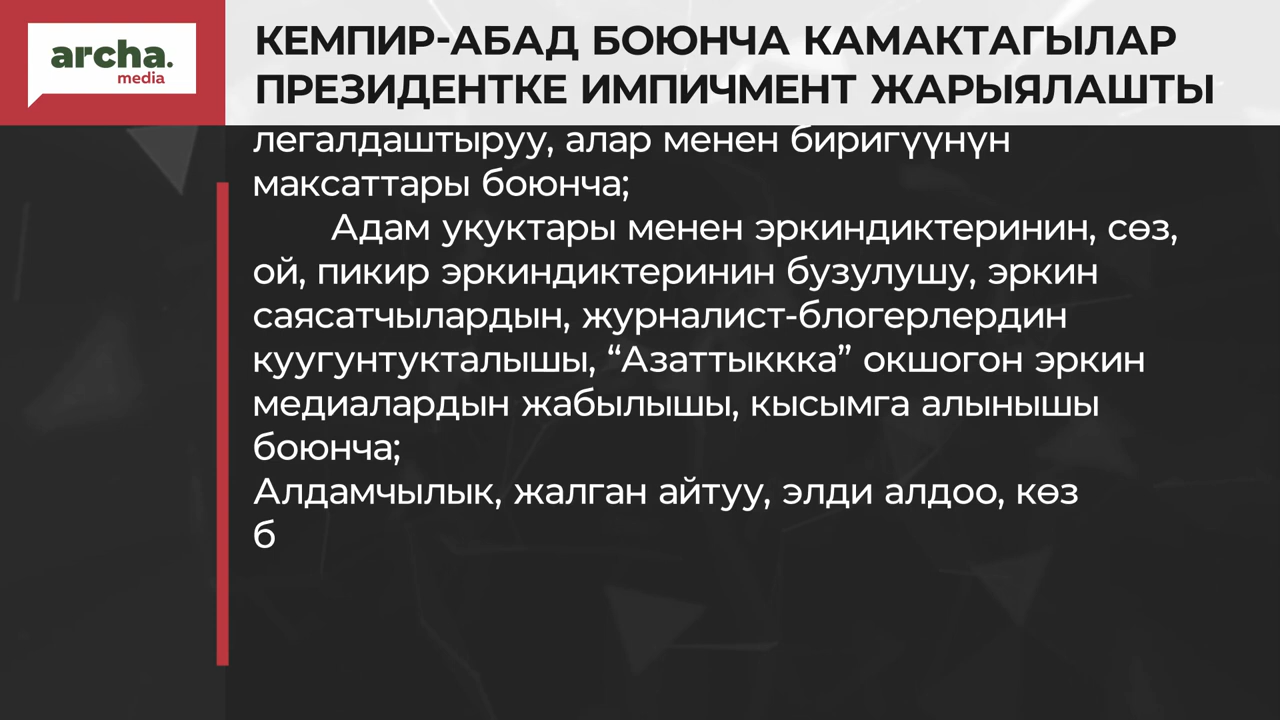 archa.
media
КЕМПИР-АБАД БОЮНЧА КАМАКТАГЫЛАР
ПРЕЗИДЕНТКЕ ИМПИЧМЕНТ ЖАРЫЯЛАШТЫ
легалдаштыруу, алар менен биригүүнүн
максаттары боюнча;
Адам укуктары менен эркиндиктеринин, сөз,
ой, пикир эркиндиктеринин бузулушу, эркин
саясатчылардын, журналист-блогерлердин
куугунтукталышы, “Азаттыккка” окшогон эркин
медиалардын жабылышы, кысымга алынышы
боюнча;
Алдамчылык, жалган айтуу, элди алдоо, көз
б